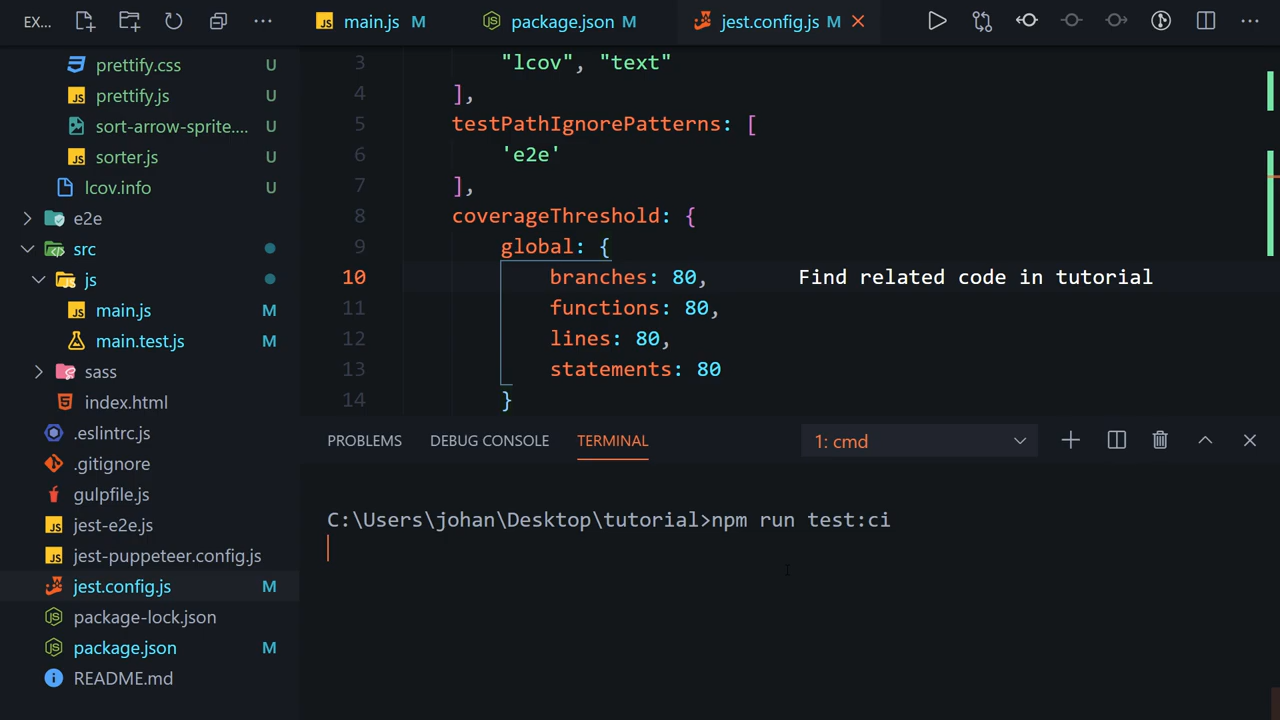 EX...
main.js M
package.json M
jest.config.js M
prettify.css U
prettify.js U
sort-arrow-sprite.... U
sorter.js U
lcov.info U
e2e
src
js
main.js M
main.test.js M
sass
index.html
.eslintrc.js
.gitignore
gulpfile.js
jest-e2e.js
jest-puppeteer.config.js
jest.config.js M
package-lock.json
package.json M
README.md
3 "lcov", "text"
4 ],
5 testPathIgnorePatterns: [
6 'e2e'
7 ],
8 coverageThreshold: {
9 global: {
10 branches: 80, Find related code in tutorial
11 functions: 80,
12 lines: 80,
13 statements: 80
14 }
PROBLEMS DEBUG CONSOLE TERMINAL 1: cmd
C:\Users\johan\Desktop\tutorial>npm run test:ci